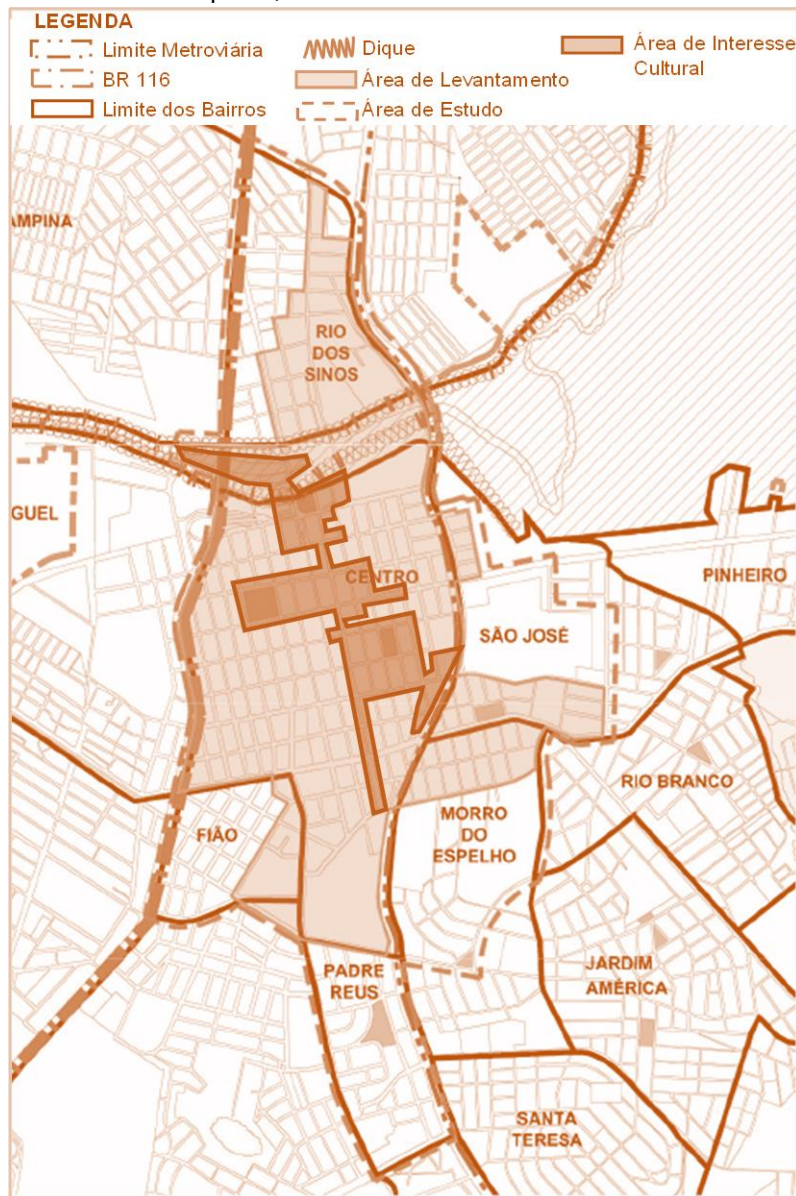 LEGENDA
Limite Metroviária
BR 116
Limite dos Bairros
Dique
Área de Levantamento
Área de Estudo
Área de Interesse
Cultural
AMPINA
RIO
DOS
SINOS
GUEL
CENTRO
PINHEIRO
SÃO JOSÉ
RIO BRANCO
FIÃO
MORRO
DO
ESPELHO
PADRE
REUS
JARDIM
AMÉRICA
SANTA
TERESA